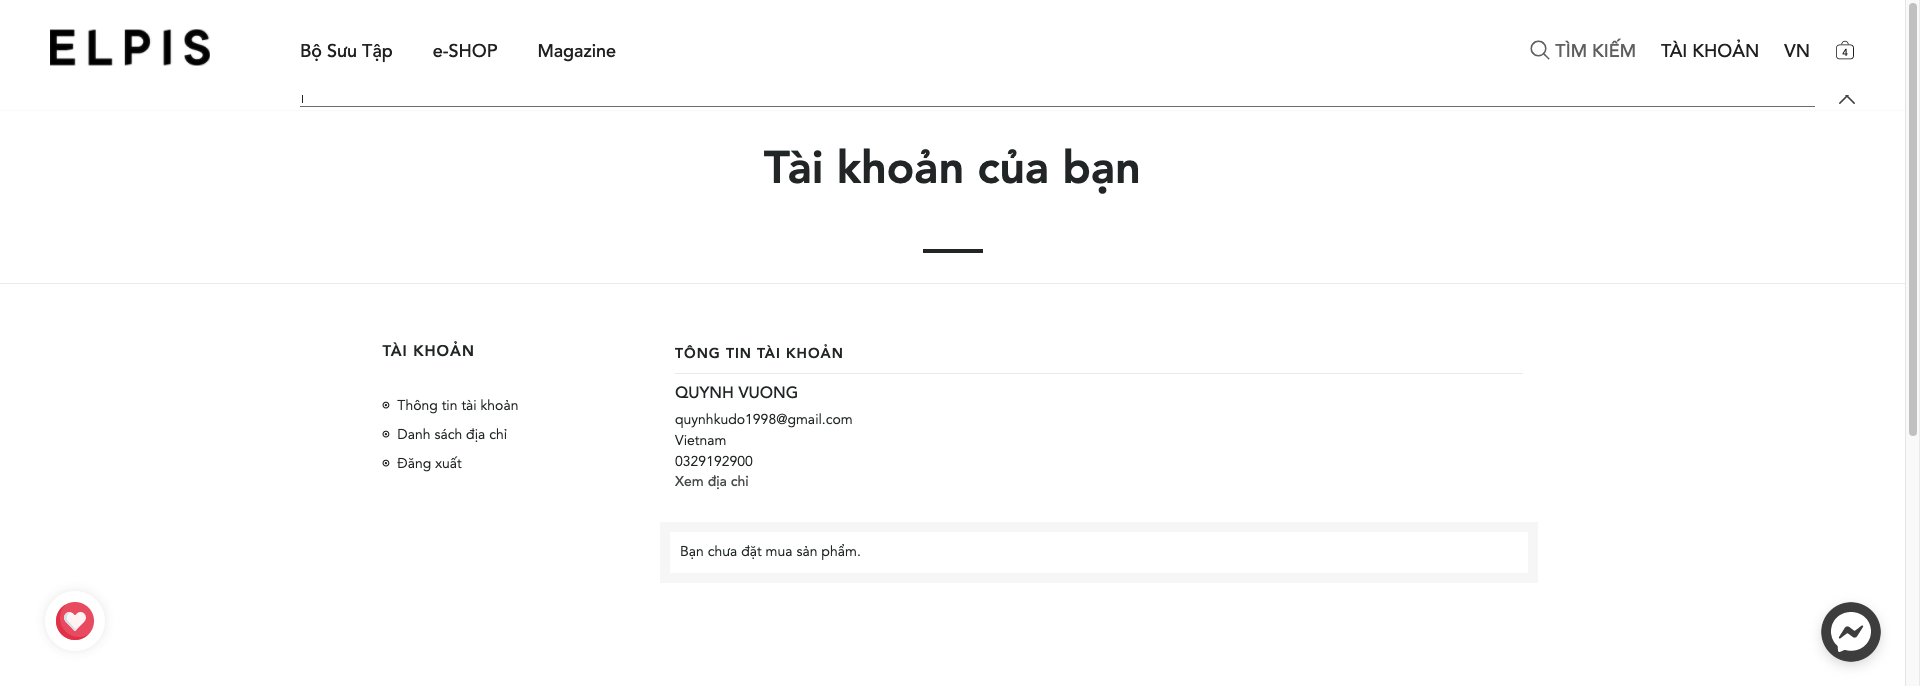 ELPIS
Bộ Sưu Tập e-SHOP Magazine
TÌM KIẾM TÀI KHOẢN VN 4
Tài khoản của bạn
TÀI KHOẢN
Thông tin tài khoản
Danh sách địa chỉ
Đăng xuất
TÔNG TIN TÀI KHOẢN
QUYNH VUONG
quynhkudo1998@gmail.com
Vietnam
0329192900
Xem địa chỉ
Bạn chưa đặt mua sản phẩm.